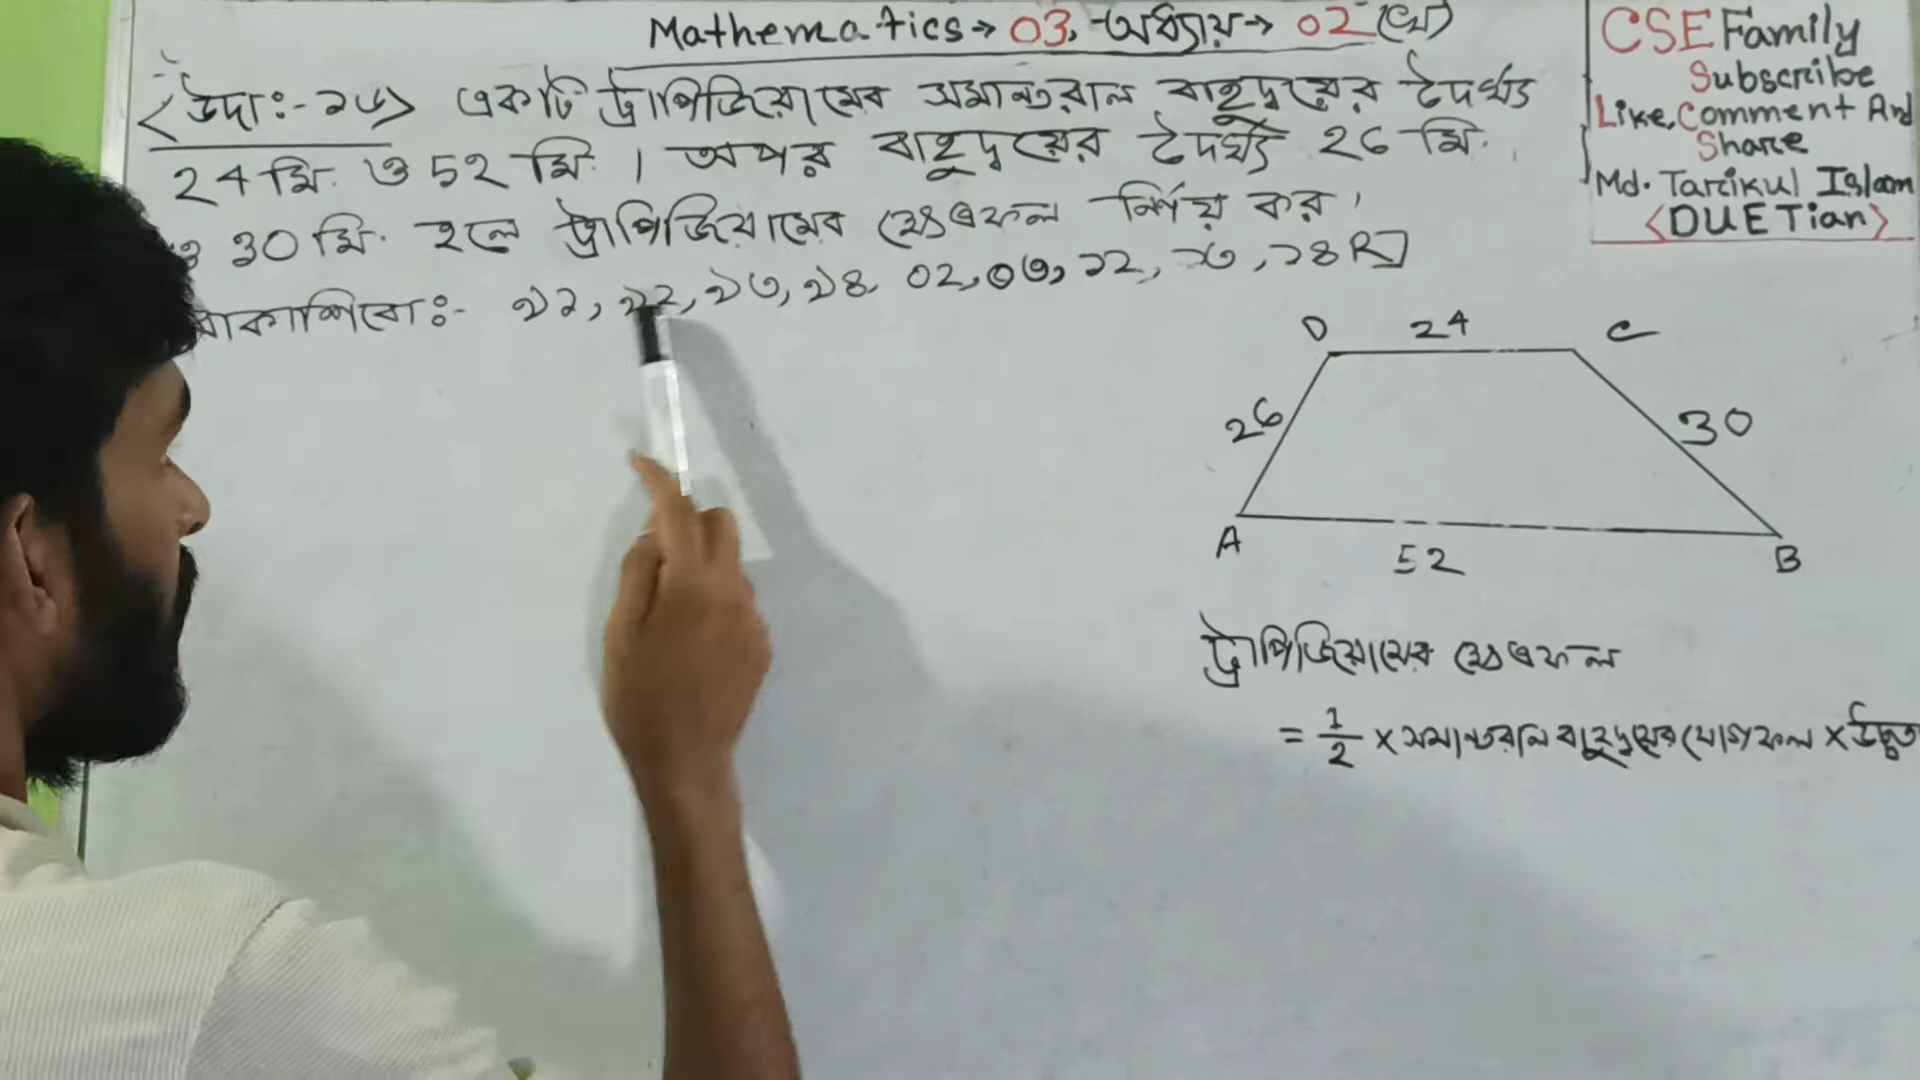 Mathematics → 03, অধ্যায় → 02 (খ)
<উদা:- ১৬> একটি ট্রাপিজিয়ামের সমান্তরাল বাহুদ্বয়ের দৈর্ঘ্য
24 মি. ও 52 মি. । অপর বাহুদ্বয়ের দৈর্ঘ্য 26 মি.
ও 30 মি. হলে ট্রাপিজিয়ামের ক্ষেত্রফল নির্ণয় কর।
বাকাশিবো:-
CSE Family
Subscribe
Like, Comment And
Share
Md. Tarikul Islam
<DUETian>
D 24 C
26 30
A 52 B
ট্রাপিজিয়ামের ক্ষেত্রফল
= 1/2 × সমান্তরাল বাহুদ্বয়ের যোগফল × উচ্চতা